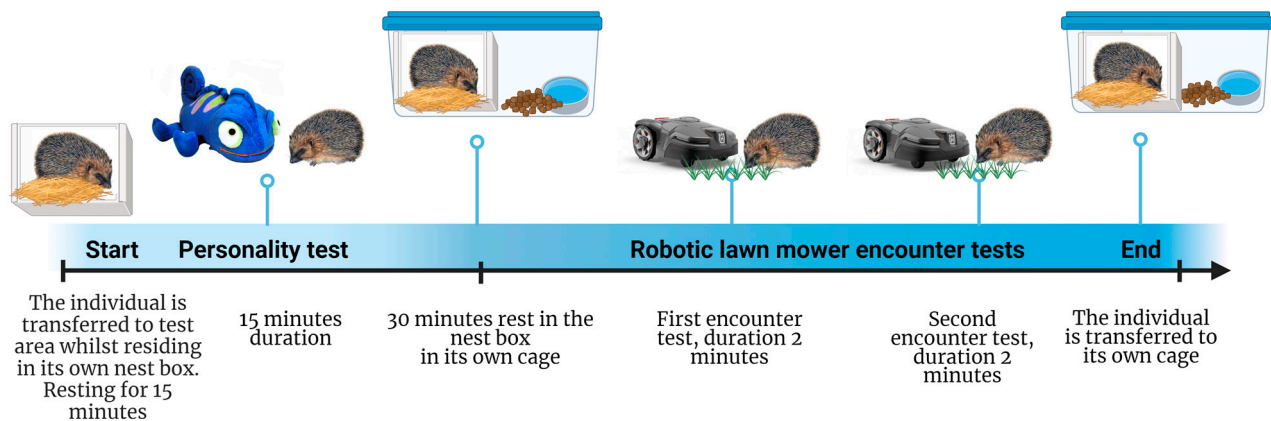 Start
Personality test
Robotic lawn mower encounter tests
End
The individual is
transferred to test
area whilst residing
in its own nest box.
Resting for 15
minutes
15 minutes
duration
30 minutes rest in the
nest box
in its own cage
First encounter
test, duration 2
minutes
Second
encounter test,
duration 2
minutes
The individual
is transferred to
its own cage